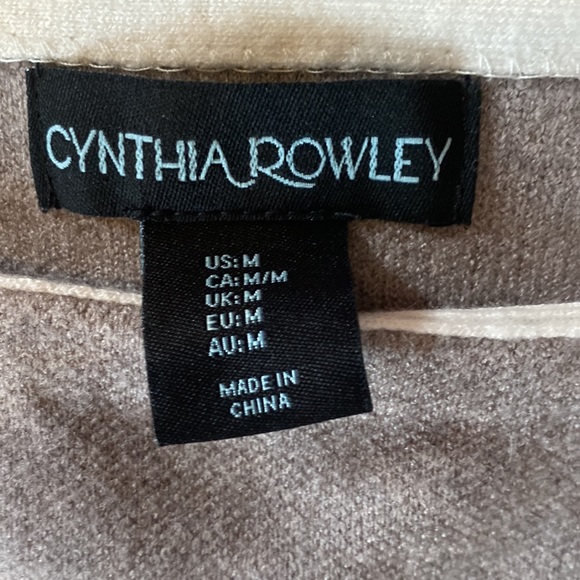 CYNTHIA ROWLEY
US: M
CA: M/M
UK: M
EU: M
AU: M
MADE IN
CHINA